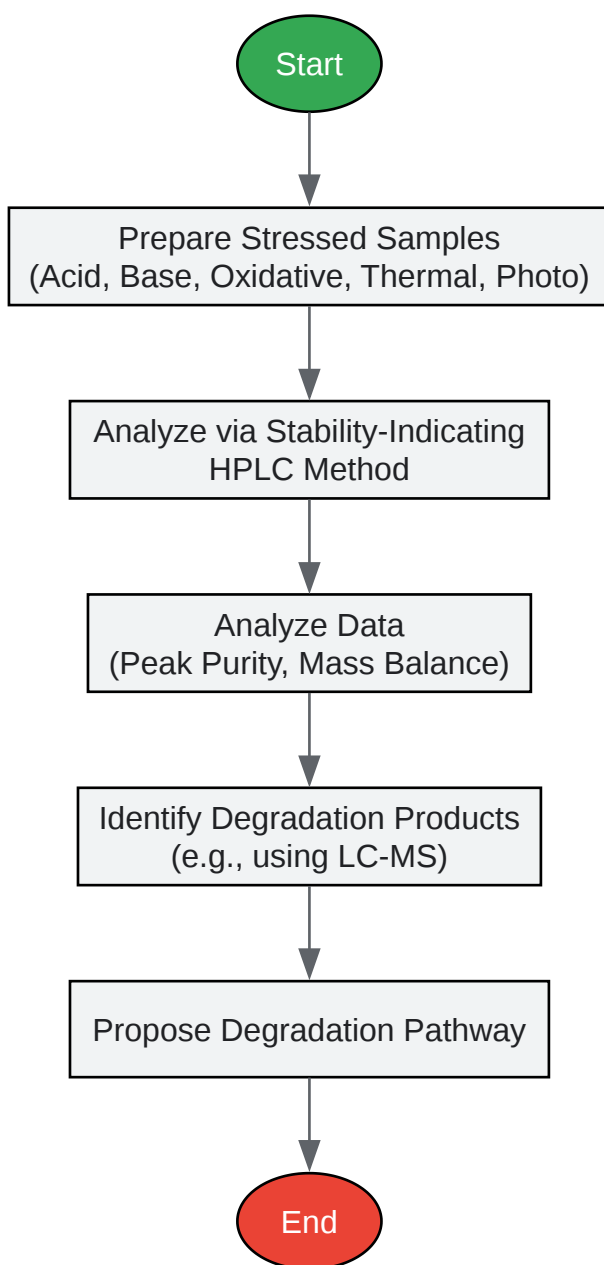 Start
Prepare Stressed Samples
(Acid, Base, Oxidative, Thermal, Photo)
Analyze via Stability-Indicating
HPLC Method
Analyze Data
(Peak Purity, Mass Balance)
Identify Degradation Products
(e.g., using LC-MS)
Propose Degradation Pathway
End